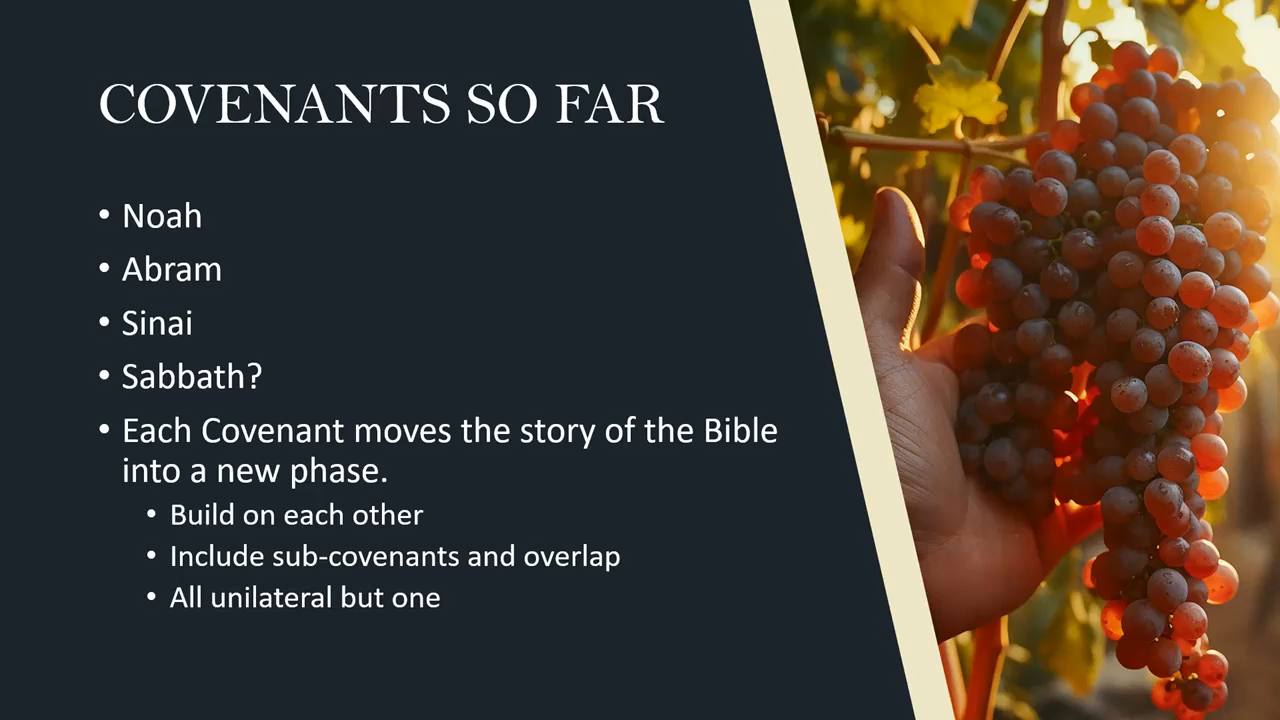 COVENANTS SO FAR
• Noah
• Abram
• Sinai
• Sabbath?
• Each Covenant moves the story of the Bible
into a new phase.
• Build on each other
• Include sub-covenants and overlap
• All unilateral but one